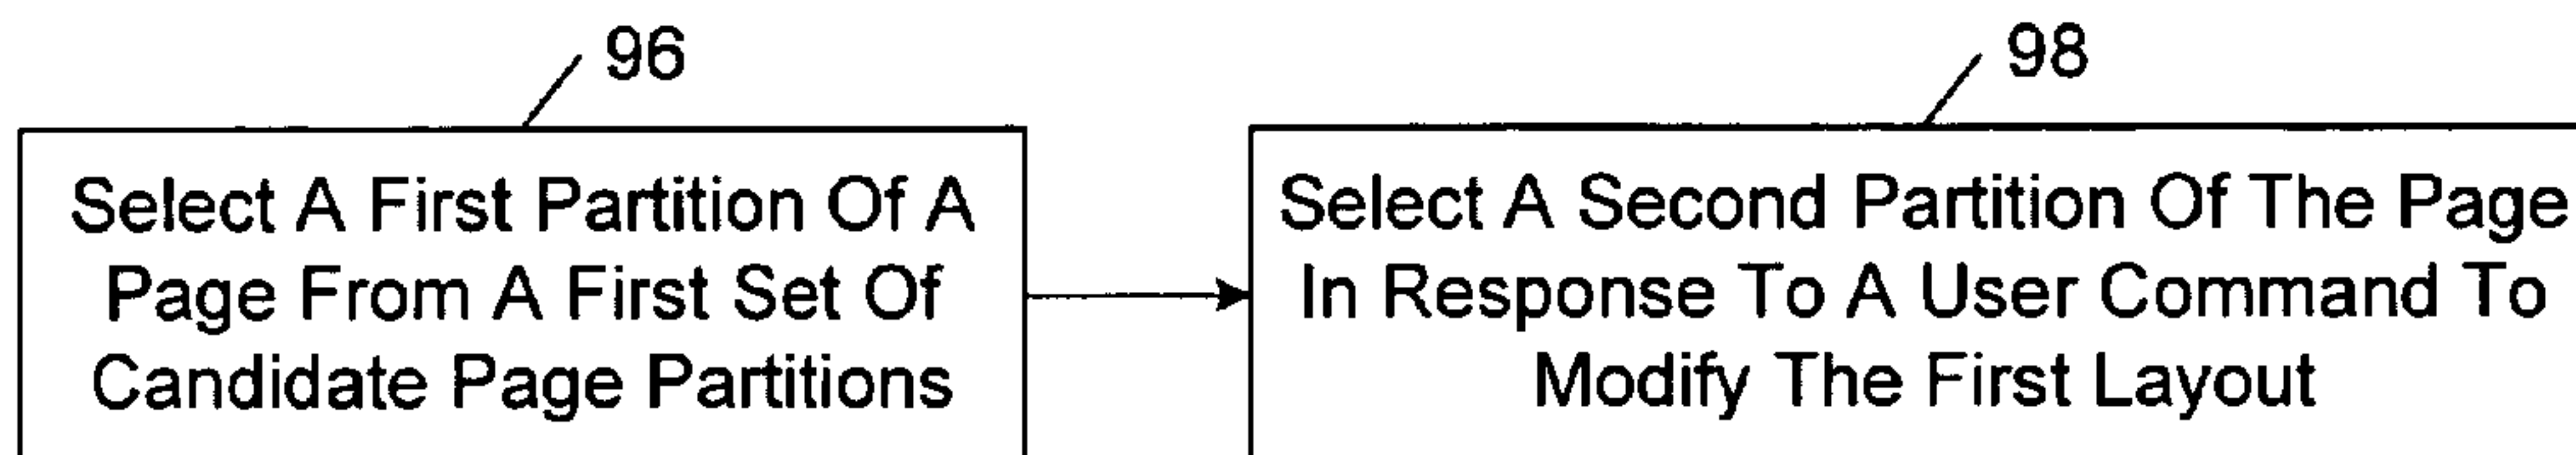 96
Select A First Partition Of A
Page From A First Set Of
Candidate Page Partitions
98
Select A Second Partition Of The Page
In Response To A User Command To
Modify The First Layout